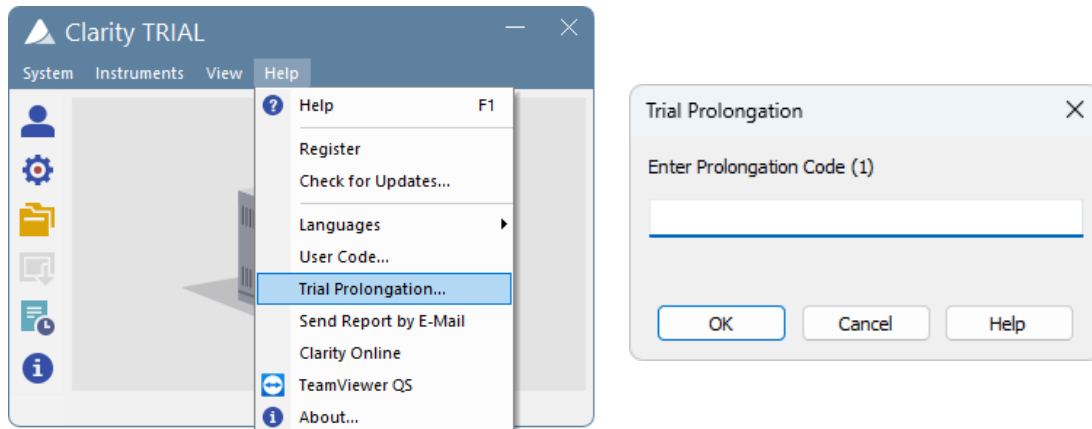 Clarity TRIAL
System Instruments View Help
Help F1
Register
Check for Updates...
Languages
User Code...
Trial Prolongation...
Send Report by E-Mail
Clarity Online
TeamViewer QS
About...
Trial Prolongation
Enter Prolongation Code (1)
OK Cancel Help